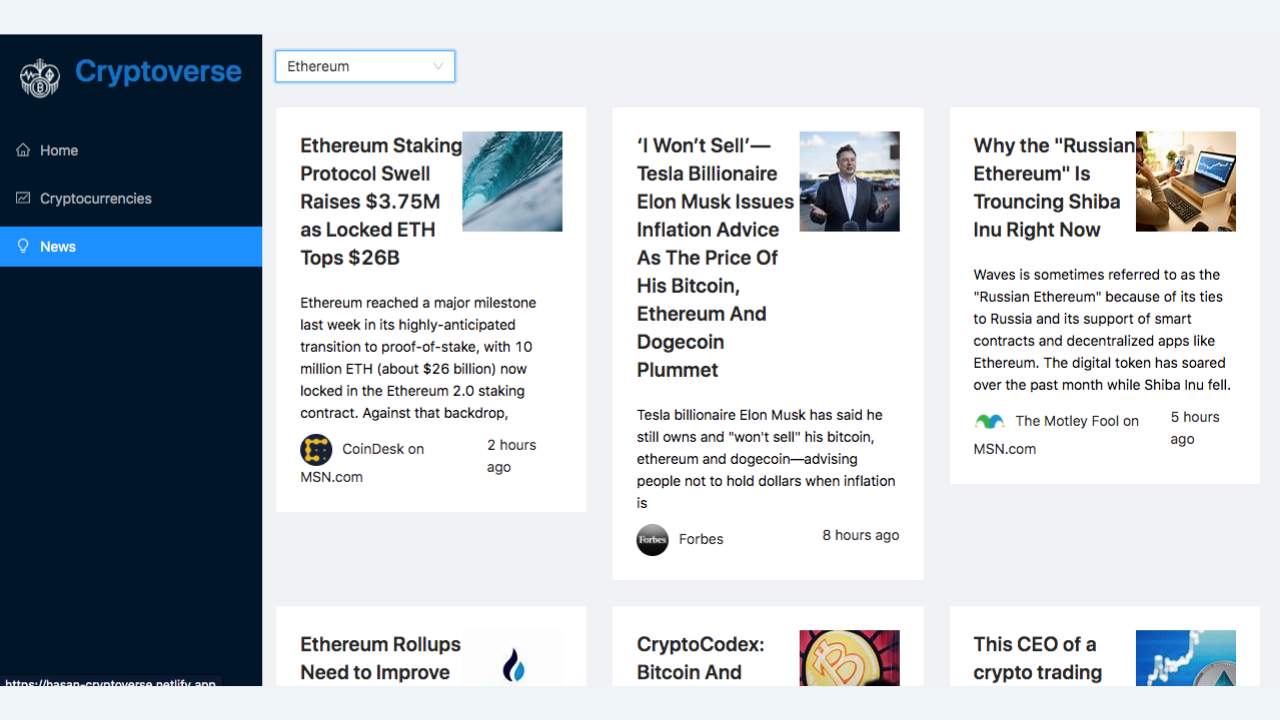 Cryptoverse
Home
Cryptocurrencies
News
https://hasan-cryptoverse.netlify.app
Ethereum
Ethereum Staking
Protocol Swell
Raises $3.75M
as Locked ETH
Tops $26B
Ethereum reached a major milestone
last week in its highly-anticipated
transition to proof-of-stake, with 10
million ETH (about $26 billion) now
locked in the Ethereum 2.0 staking
contract. Against that backdrop,
CoinDesk on
MSN.com
2 hours
ago
‘I Won’t Sell’—
Tesla Billionaire
Elon Musk Issues
Inflation Advice
As The Price Of
His Bitcoin,
Ethereum And
Dogecoin
Plummet
Tesla billionaire Elon Musk has said he
still owns and "won't sell" his bitcoin,
ethereum and dogecoin—advising
people not to hold dollars when inflation
is
Forbes
Forbes
8 hours ago
Why the "Russian
Ethereum" Is
Trouncing Shiba
Inu Right Now
Waves is sometimes referred to as the
"Russian Ethereum" because of its ties
to Russia and its support of smart
contracts and decentralized apps like
Ethereum. The digital token has soared
over the past month while Shiba Inu fell.
The Motley Fool on
MSN.com
5 hours
ago
Ethereum Rollups
Need to Improve
CryptoCodex:
Bitcoin And
This CEO of a
crypto trading